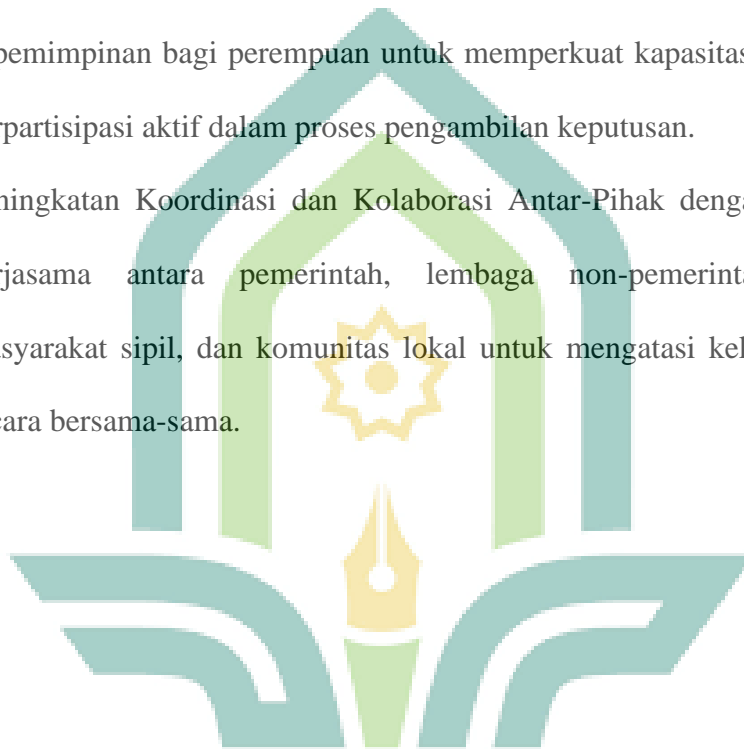 pemimpinan bagi perempuan untuk memperkuat kapasitas
rpartisipasi aktif dalam proses pengambilan keputusan.
ningkatan Koordinasi dan Kolaborasi Antar-Pihak denga
rjasama antara pemerintah, lembaga non-pemerinta
asyarakat sipil, dan komunitas lokal untuk mengatasi kel
cara bersama-sama.